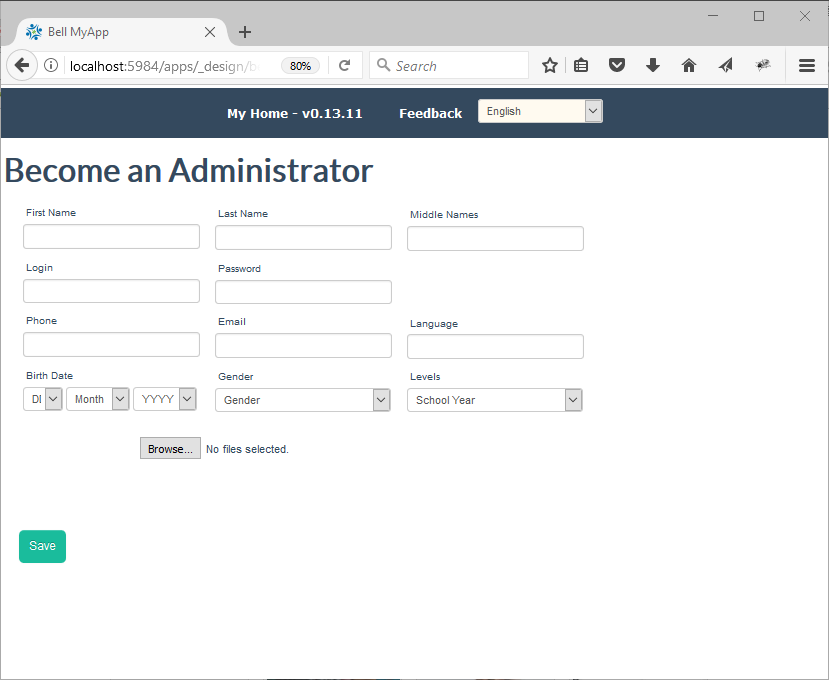 Bell MyApp
localhost:5984/apps/_design/b
80%
Search
My Home - v0.13.11
Feedback
English
Become an Administrator
First Name
Last Name
Middle Names
Login
Password
Phone
Email
Language
Birth Date
Gender
Levels
Month
YYYY
Gender
School Year
Browse...
No files selected.
Save